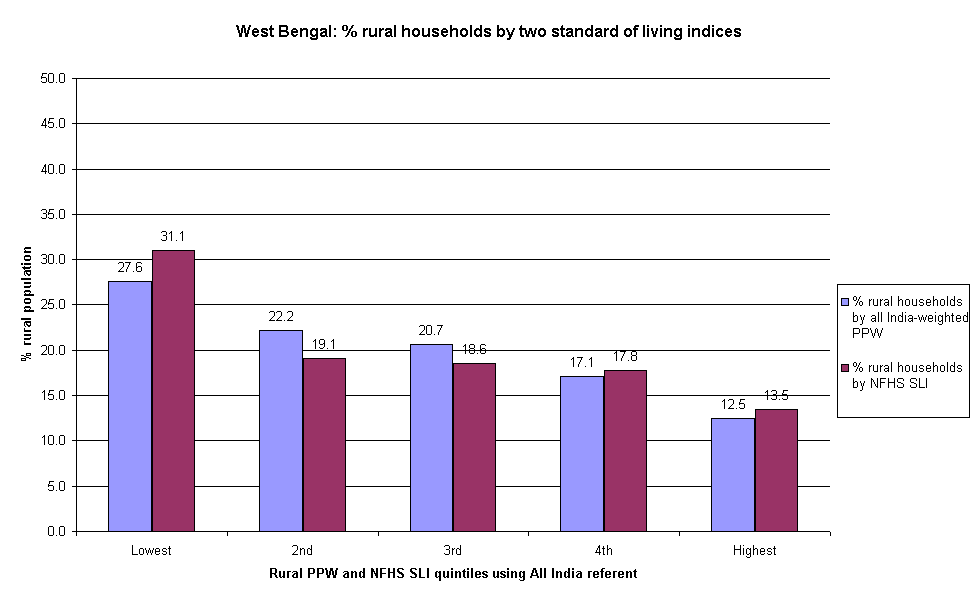 West Bengal: % rural households by two standard of living indices
50.0
45.0
40.0
35.0
30.0
25.0
20.0
15.0
10.0
5.0
0.0
% rural population
27.6
31.1
22.2
19.1
20.7
18.6
17.1
17.8
12.5
13.5
Lowest
2nd
3rd
4th
Highest
Rural PPW and NFHS SLI quintiles using All India referent
% rural households
by all India-weighted
PPW
% rural households
by NFHS SLI